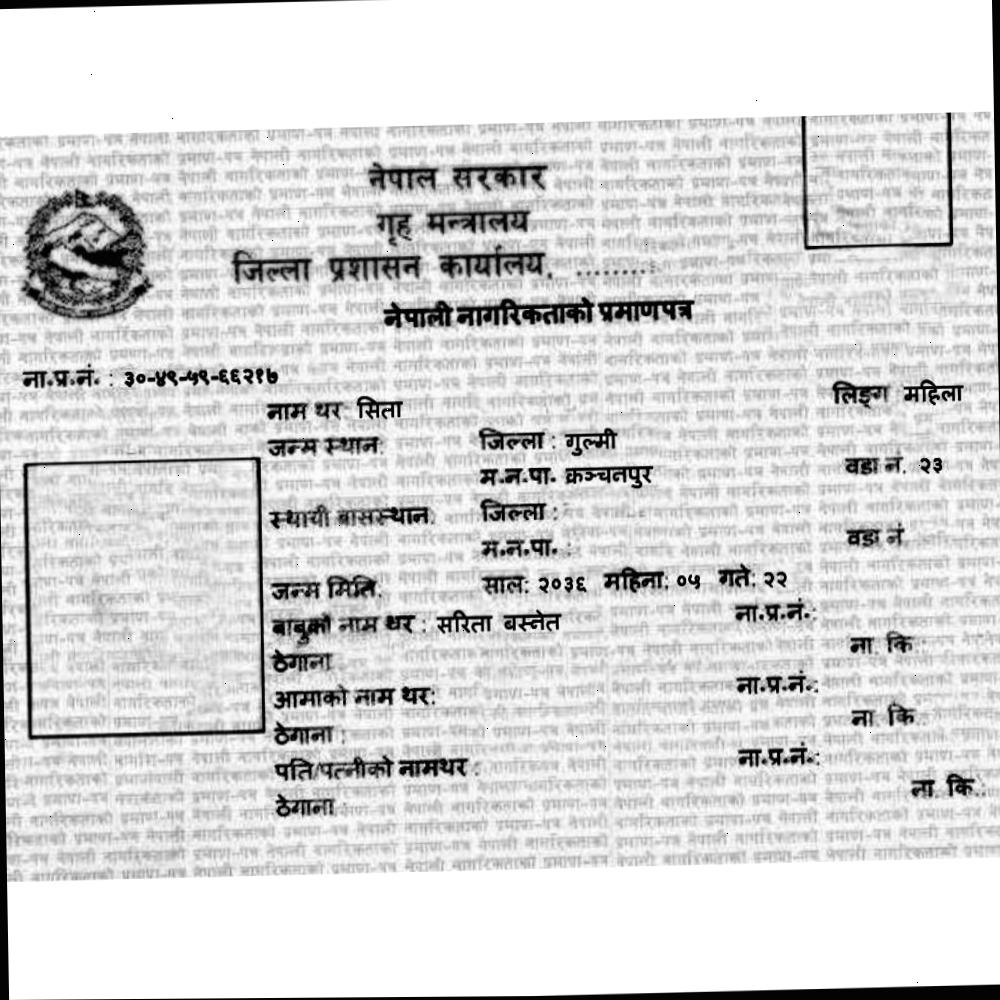 नेपाल सरकार
गृह मन्त्रालय
जिल्ला प्रशासन कार्यालय, .........
नेपाली नागरिकताको प्रमाणपत्र
ना.प्र.नं. : ३०-४९-५९-६६२१७
लिङ्ग महिला
नाम थर: सिता
जन्म स्थान: जिल्ला : गुल्मी
म.न.पा. क्रञ्चनपुर वडा नं. २३
स्थायी बासस्थान: जिल्ला :
म.न.पा. : वडा नं.
जन्म मिति: साल: २०३६ महिना: ०५ गते: २२
बाबुको नाम थर : सरिता बस्नेत ना.प्र.नं.:
ठेगाना : ना. कि.:
आमाको नाम थर: ना.प्र.नं.:
ठेगाना : ना. कि.:
पति/पत्नीको नामथर : ना.प्र.नं.:
ठेगाना : ना. कि.: